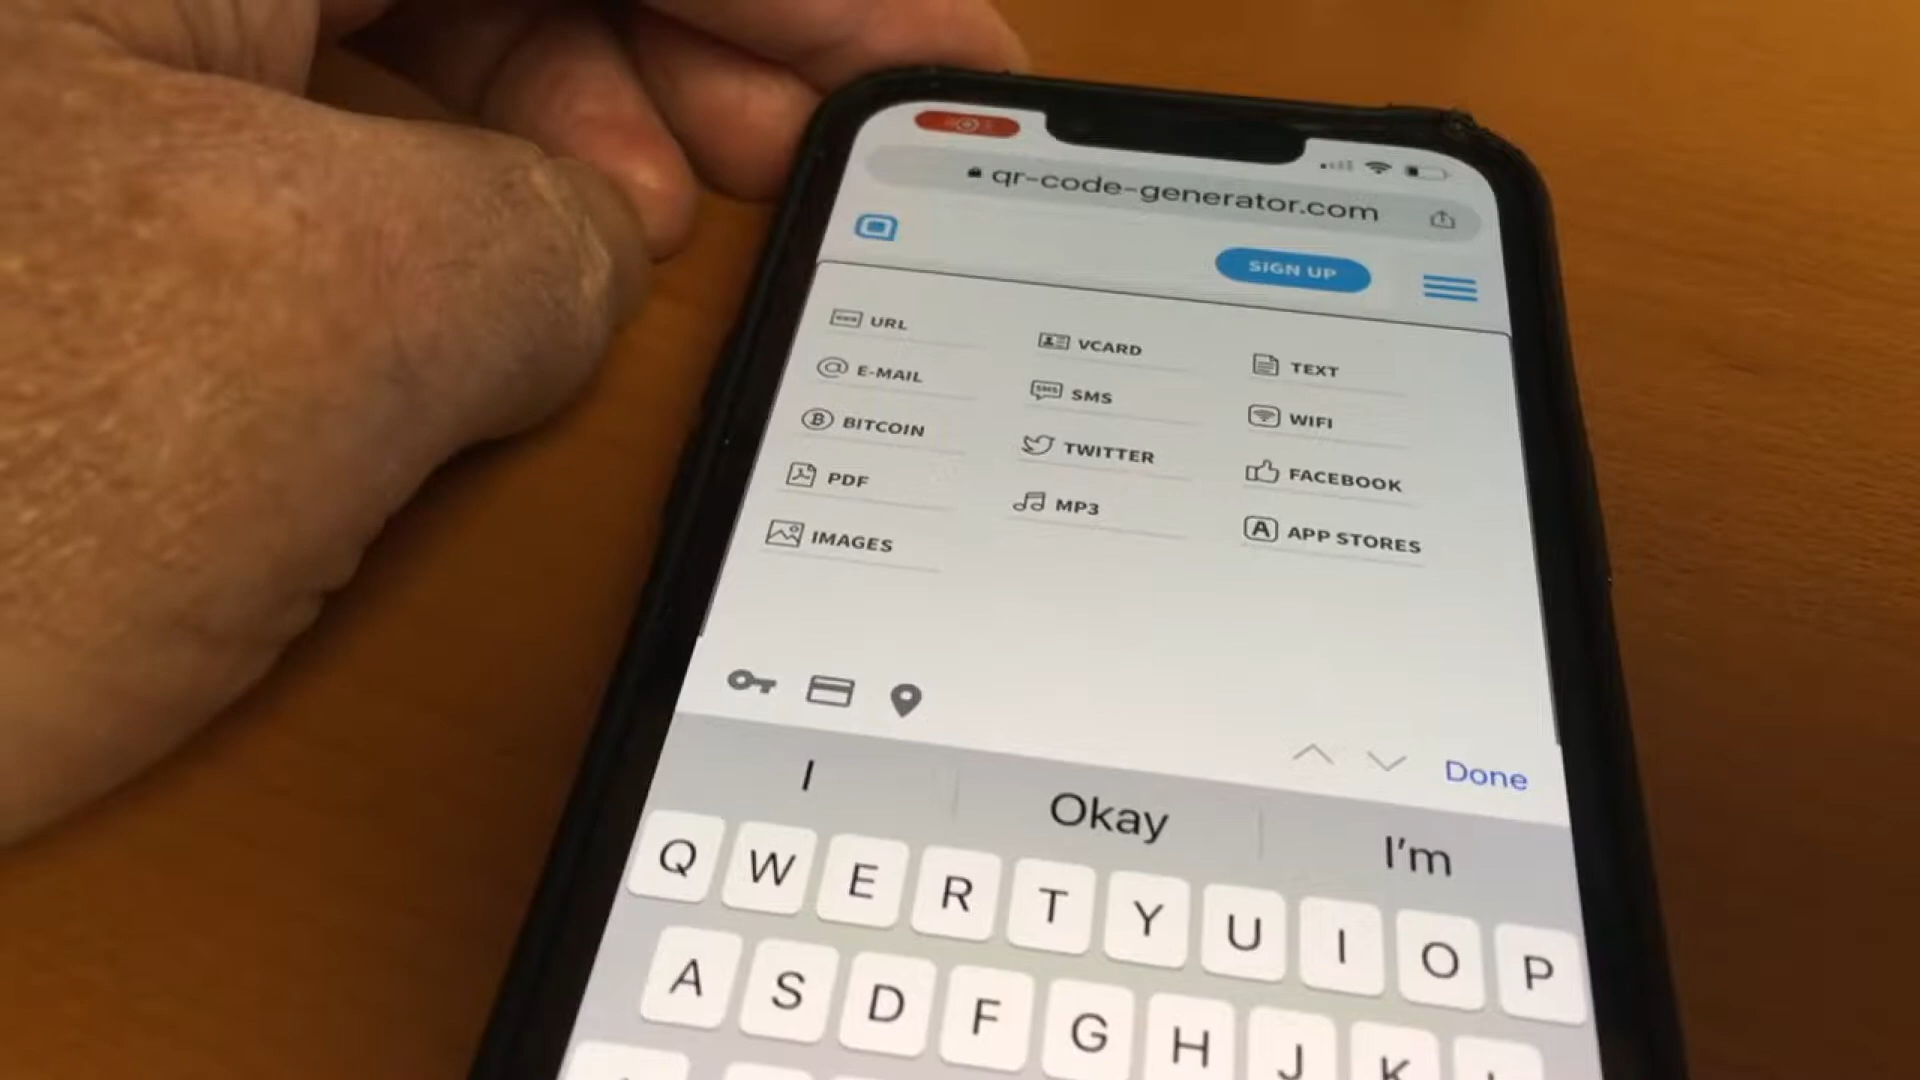 qr-code-generator.com
SIGN UP
URL
VCARD
TEXT
E-MAIL
SMS
WIFI
BITCOIN
TWITTER
FACEBOOK
PDF
MP3
APP STORES
IMAGES
Done
I Okay I'm
Q W E R T Y U I O P
A S D F G H J K